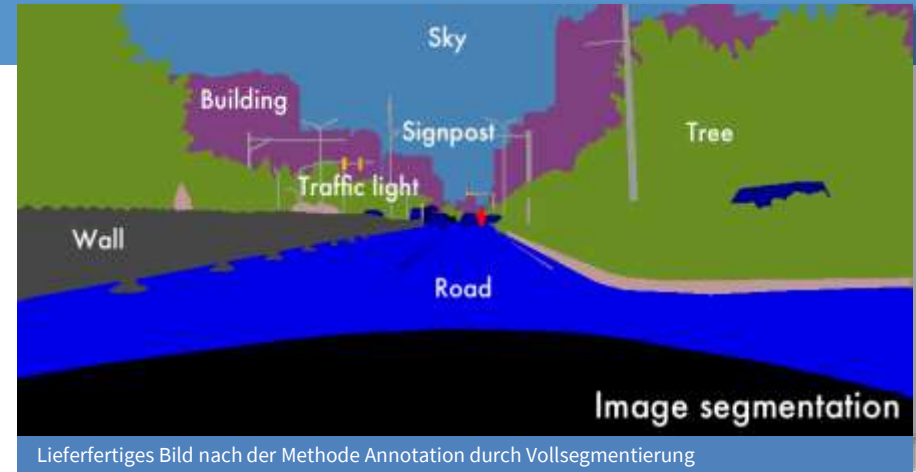 Sky
Building
Signpost
Tree
Traffic light
Wall
Road
Image segmentation
Lieferfertiges Bild nach der Methode Annotation durch Vollsegmentierung